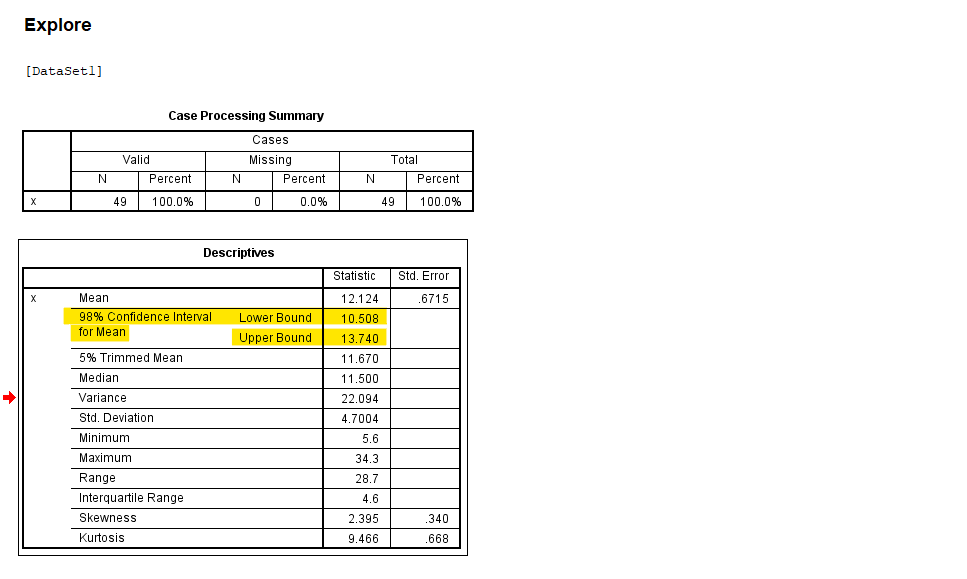 Explore
[DataSet1]
Case Processing Summary
Cases
Valid Missing Total
N Percent N Percent N Percent
x 49 100.0% 0 0.0% 49 100.0%
Descriptives
Statistic Std. Error
x Mean 12.124 .6715
98% Confidence Interval Lower Bound 10.508
for Mean
Upper Bound 13.740
5% Trimmed Mean 11.670
Median 11.500
Variance 22.094
Std. Deviation 4.7004
Minimum 5.6
Maximum 34.3
Range 28.7
Interquartile Range 4.6
Skewness 2.395 .340
Kurtosis 9.466 .668